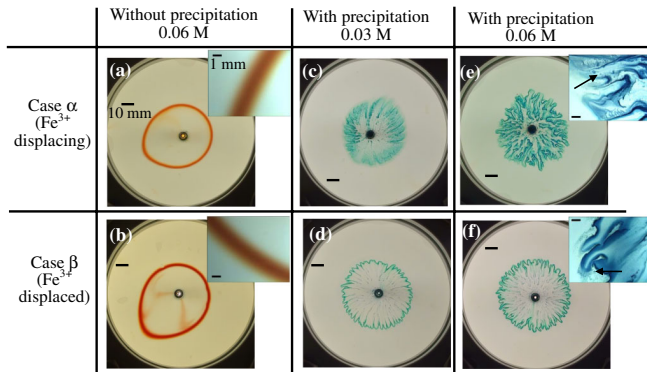 Without precipitation
0.06 M
With precipitation
0.03 M
With precipitation
0.06 M
Case α
(Fe³⁺
displacing)
(a)
1 mm
10 mm
(c)
(e)
Case β
(Fe³⁺
displaced)
(b)
(d)
(f)